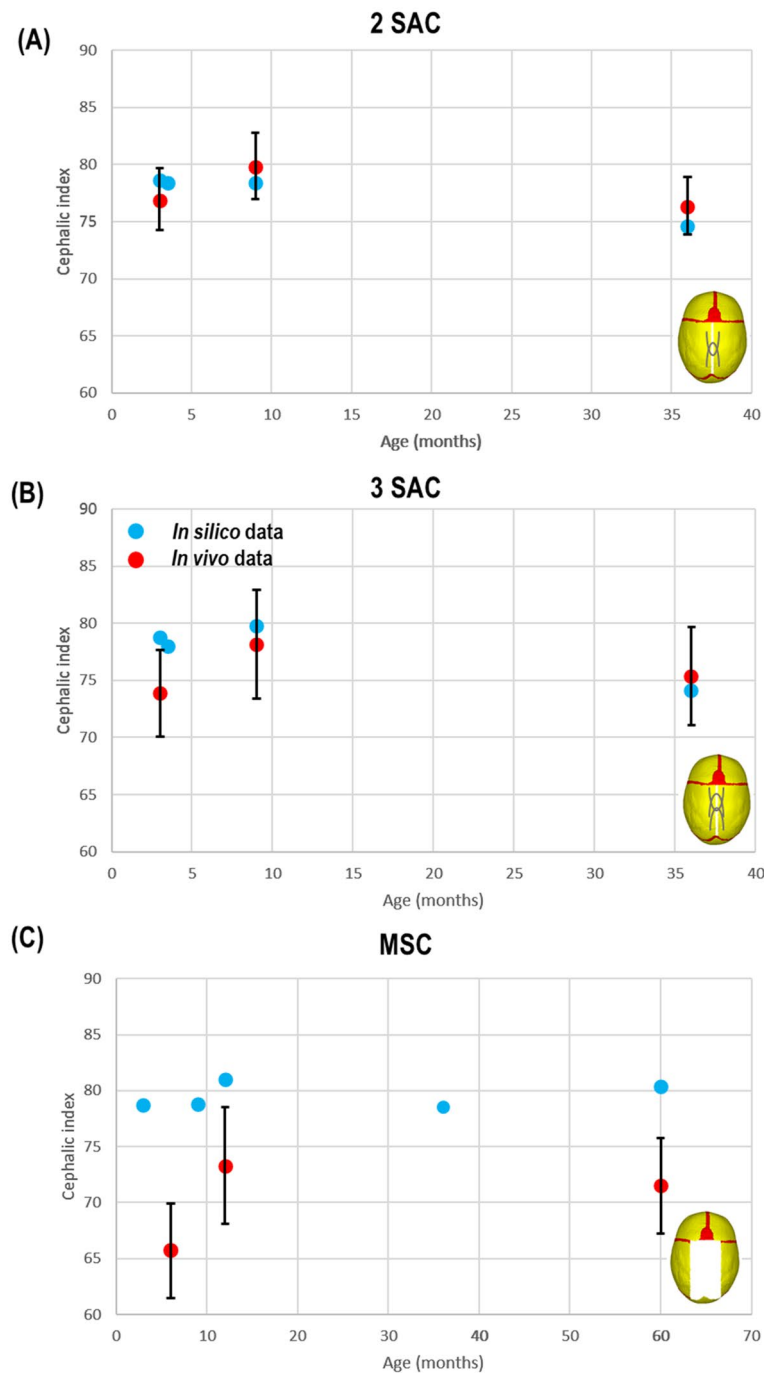 (A)
2 SAC
90
85
80
75
70
65
60
Cephalic index
0 5 10 15 20 25 30 35 40
Age (months)
(B)
3 SAC
In silico data
In vivo data
90
85
80
75
70
65
60
Cephalic index
0 5 10 15 20 25 30 35 40
Age (months)
(C)
MSC
90
85
80
75
70
65
60
Cephalic index
0 10 20 30 40 50 60 70
Age (months)